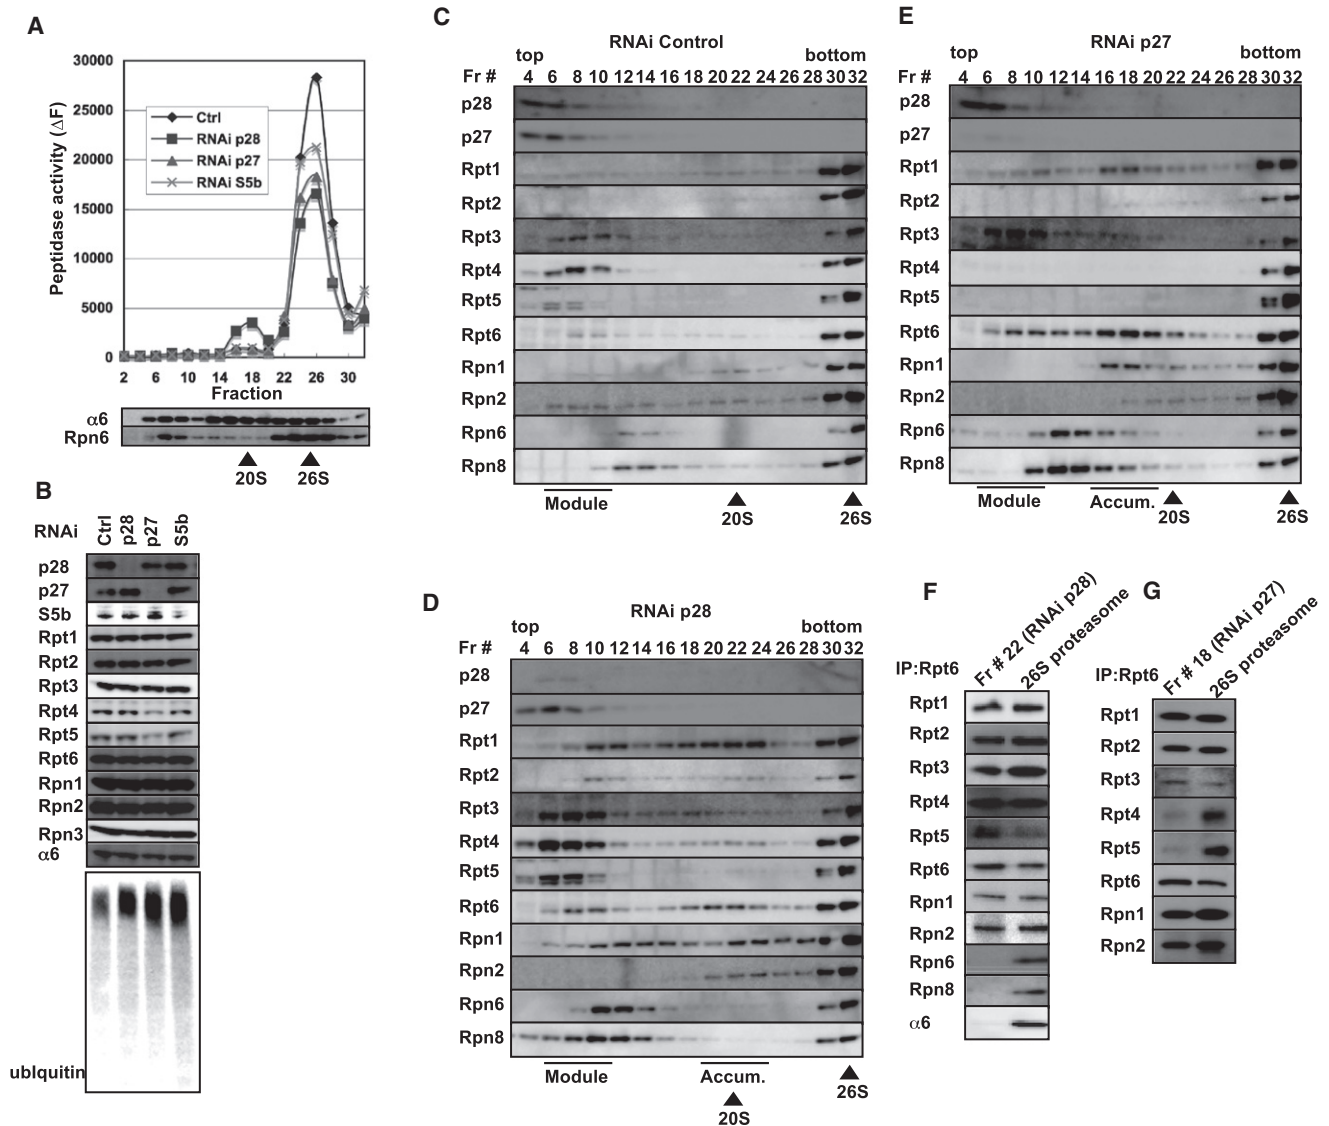 A
Peptidase activity (ΔF)
30000
25000
20000
15000
10000
5000
0
Ctrl
RNAi p28
RNAi p27
RNAi S5b
2 6 10 14 18 22 26 30
Fraction
α6
Rpn6
20S 26S
B
RNAi Ctrl p28 p27 S5b
p28
p27
S5b
Rpt1
Rpt2
Rpt3
Rpt4
Rpt5
Rpt6
Rpn1
Rpn2
Rpn3
α6
ubIquitin
C
RNAi Control
top bottom
Fr # 4 6 8 10 12 14 16 18 20 22 24 26 28 30 32
p28
p27
Rpt1
Rpt2
Rpt3
Rpt4
Rpt5
Rpt6
Rpn1
Rpn2
Rpn6
Rpn8
Module
20S 26S
D
RNAi p28
top bottom
Fr # 4 6 8 10 12 14 16 18 20 22 24 26 28 30 32
p28
p27
Rpt1
Rpt2
Rpt3
Rpt4
Rpt5
Rpt6
Rpn1
Rpn2
Rpn6
Rpn8
Module Accum.
20S 26S
E
RNAi p27
top bottom
Fr # 4 6 8 10 12 14 16 18 20 22 24 26 28 30 32
p28
p27
Rpt1
Rpt2
Rpt3
Rpt4
Rpt5
Rpt6
Rpn1
Rpn2
Rpn6
Rpn8
Module Accum.
20S 26S
F
IP:Rpt6 Fr # 22 (RNAi p28) 26S proteasome
Rpt1
Rpt2
Rpt3
Rpt4
Rpt5
Rpt6
Rpn1
Rpn2
Rpn6
Rpn8
α6
G
IP:Rpt6 Fr # 18 (RNAi p27) 26S proteasome
Rpt1
Rpt2
Rpt3
Rpt4
Rpt5
Rpt6
Rpn1
Rpn2